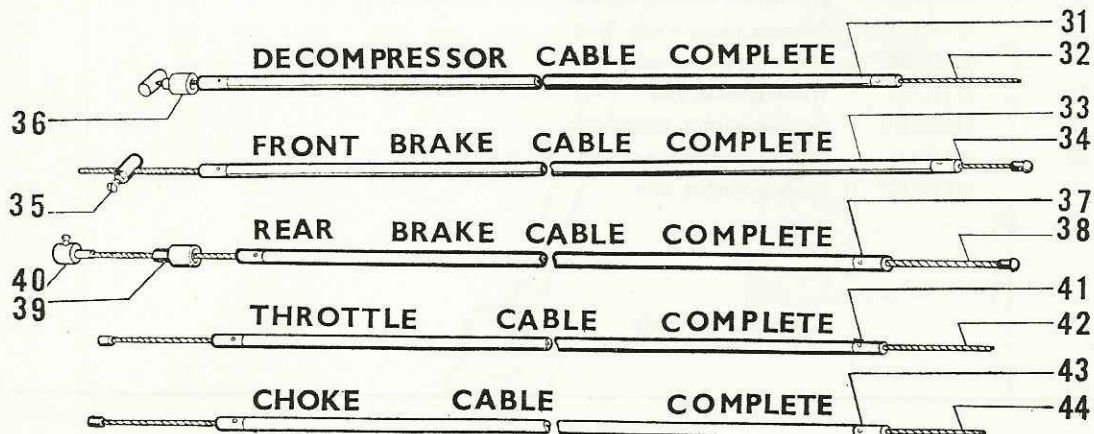 31
DECOMPRESSOR CABLE COMPLETE
32
36
33
FRONT BRAKE CABLE COMPLETE
34
35
37
REAR BRAKE CABLE COMPLETE
38
40
39
41
THROTTLE CABLE COMPLETE
42
43
CHOKE CABLE COMPLETE
44